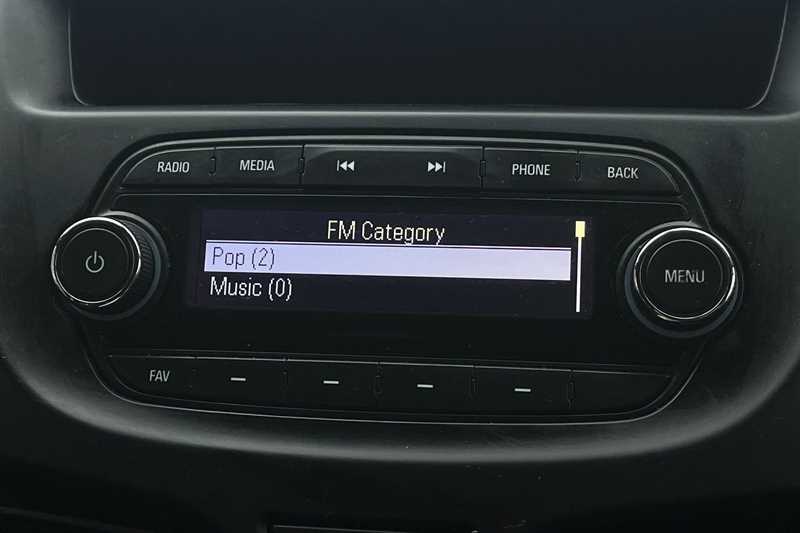 RADIO MEDIA PHONE BACK
FM Category
Pop (2)
Music (0)
MENU
FAV